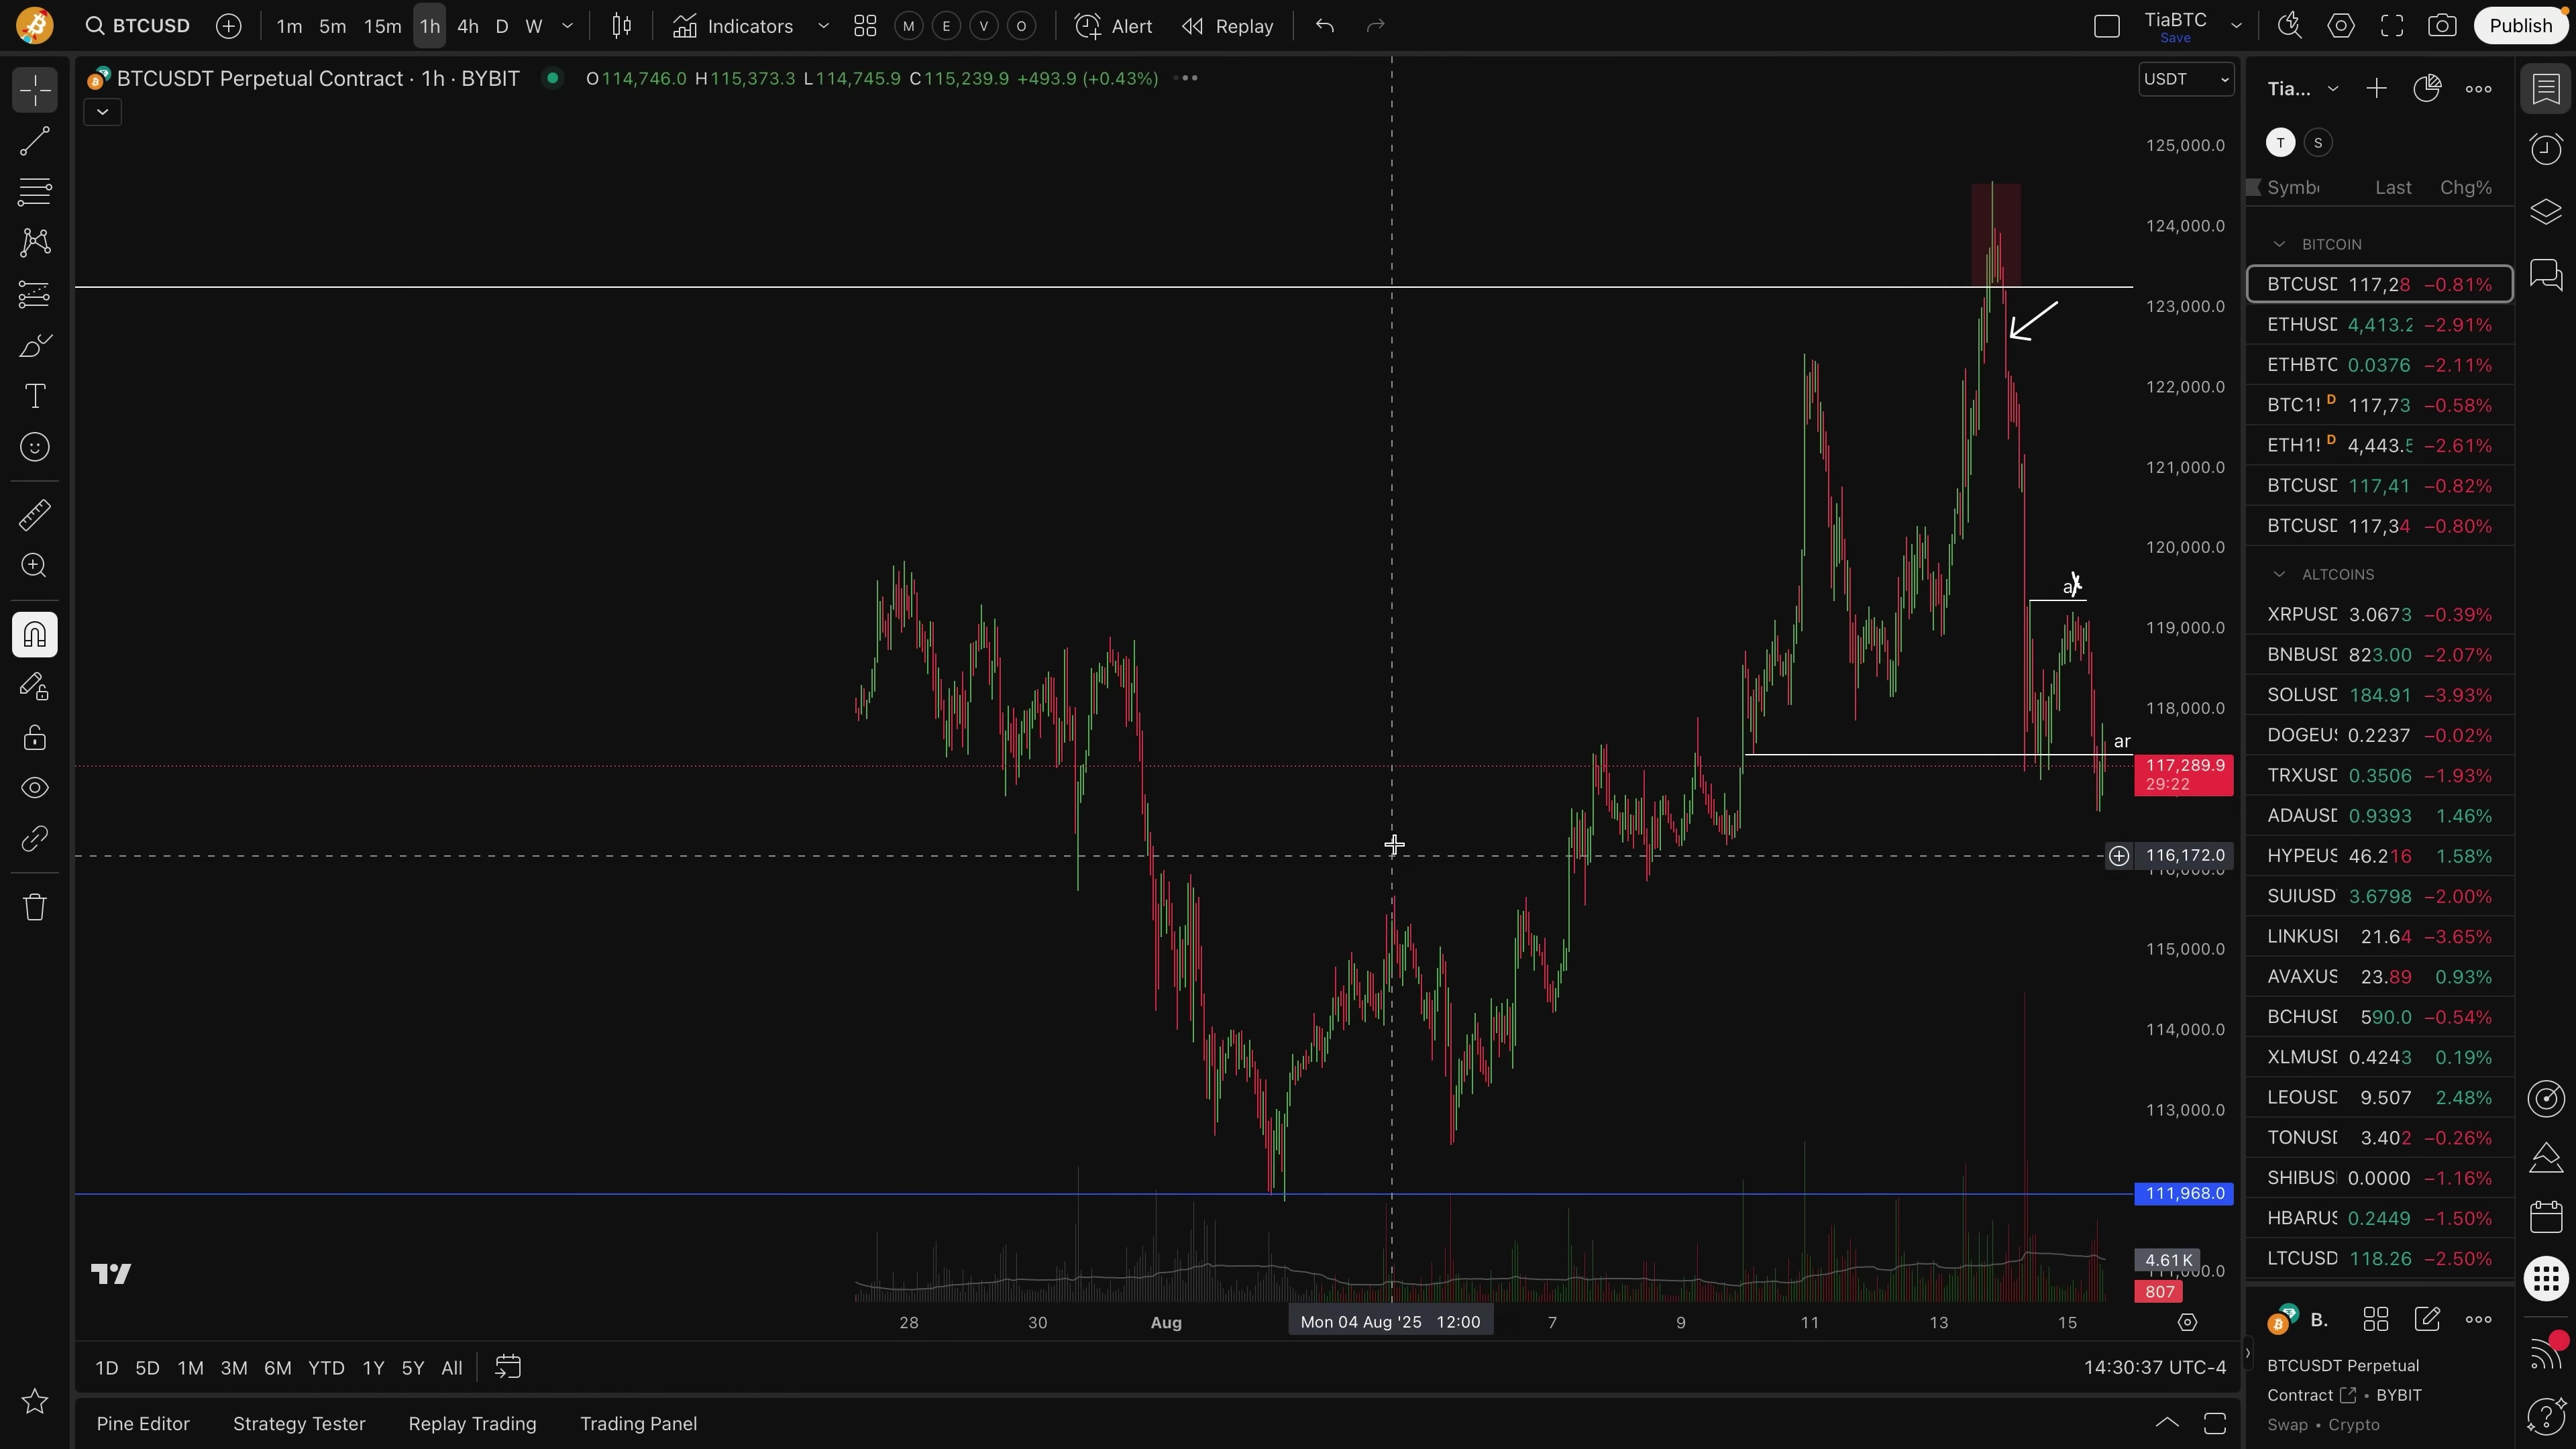 BTCUSD
1m 5m 15m 1h 4h D W
Indicators
M E V O
Alert
Replay
TiaBTC
Save
Publish
BTCUSDT Perpetual Contract · 1h · BYBIT
O114,746.0 H115,373.3 L114,745.9 C115,239.9 +493.9 (+0.43%)
USDT
125,000.0
124,000.0
123,000.0
122,000.0
121,000.0
120,000.0
119,000.0
118,000.0
ar
117,289.9
29:22
116,172.0
115,000.0
114,000.0
113,000.0
111,968.0
4.61K
807
28 30 Aug Mon 04 Aug '25 12:00 7 9 11 13 15
1D 5D 1M 3M 6M YTD 1Y 5Y All
14:30:37 UTC-4
Pine Editor Strategy Tester Replay Trading Trading Panel
Tia...
T S
Symb Last Chg%
BITCOIN
BTCUSD 117,28 −0.81%
ETHUSD 4,413.2 −2.91%
ETHBTC 0.0376 −2.11%
BTC1! D 117,73 −0.58%
ETH1! D 4,443.5 −2.61%
BTCUSD 117,41 −0.82%
BTCUSD 117,34 −0.80%
ALTCOINS
XRPUSD 3.0673 −0.39%
BNBUSD 823.00 −2.07%
SOLUSD 184.91 −3.93%
DOGEUS 0.2237 −0.02%
TRXUSD 0.3506 −1.93%
ADAUSD 0.9393 1.46%
HYPEUS 46.216 1.58%
SUIUSD 3.6798 −2.00%
LINKUSI 21.64 −3.65%
AVAXUS 23.89 0.93%
BCHUSD 590.0 −0.54%
XLMUSD 0.4243 0.19%
LEOUSD 9.507 2.48%
TONUSD 3.402 −0.26%
SHIBUS 0.0000 −1.16%
HBARUS 0.2449 −1.50%
LTCUSD 118.26 −2.50%
B.
BTCUSDT Perpetual
Contract • BYBIT
Swap • Crypto